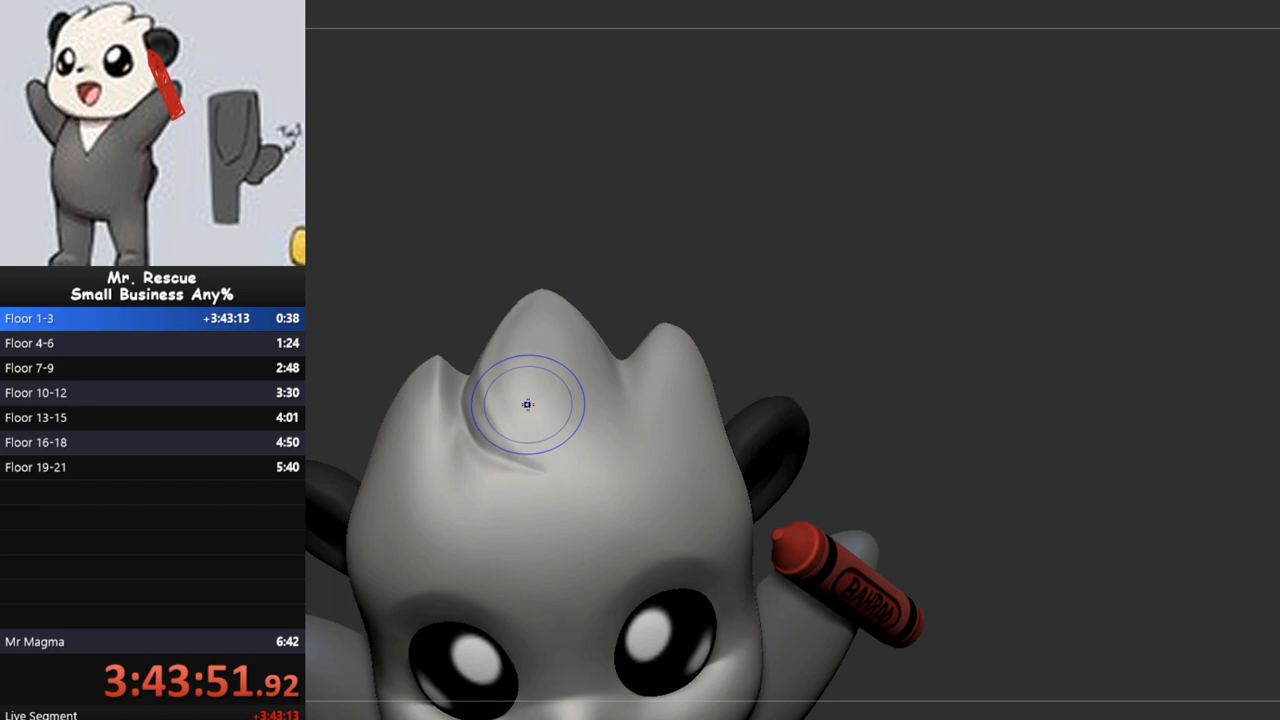 Mr. Rescue
Small Business Any%
Floor 1-3 +3:43:13 0:38
Floor 4-6 1:24
Floor 7-9 2:48
Floor 10-12 3:30
Floor 13-15 4:01
Floor 16-18 4:50
Floor 19-21 5:40
Mr Magma 6:42
3:43:51.92
Live Segment +3:43:13